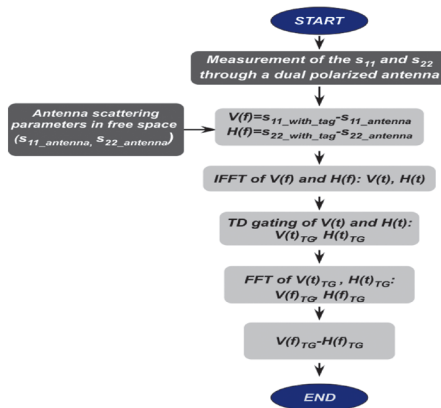 START
Measurement of the s11 and s22
through a dual polarized antenna
Antenna scattering
parameters in free space
(s11_antenna, s22_antenna)
V(f)=s11_with_tag-s11_antenna
H(f)=s22_with_tag-s22_antenna
IFFT of V(f) and H(f): V(t), H(t)
TD gating of V(t) and H(t):
V(t)TG, H(t)TG
FFT of V(t)TG , H(t)TG:
V(f)TG, H(f)TG
V(f)TG-H(f)TG
END